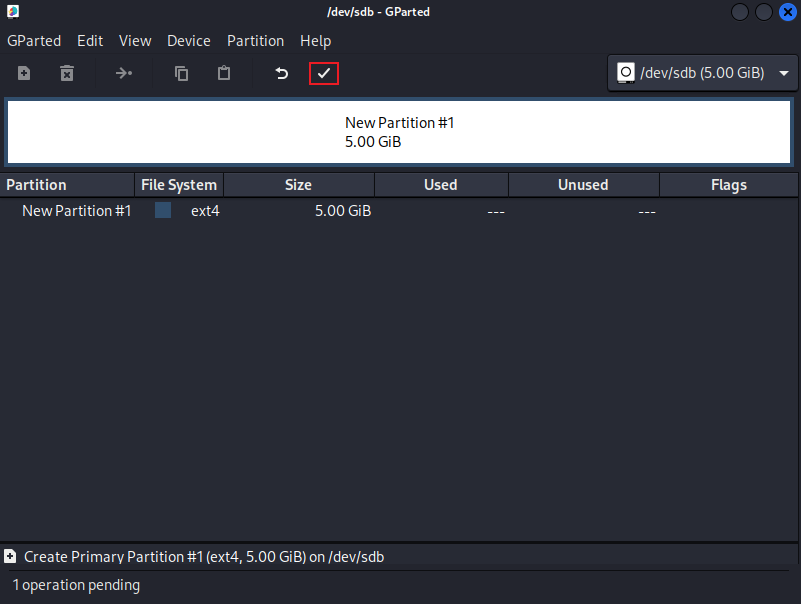 /dev/sdb - GParted
GParted Edit View Device Partition Help
/dev/sdb (5.00 GiB)
New Partition #1
5.00 GiB
Partition File System Size Used Unused Flags
New Partition #1 ext4 5.00 GiB --- ---
Create Primary Partition #1 (ext4, 5.00 GiB) on /dev/sdb
1 operation pending